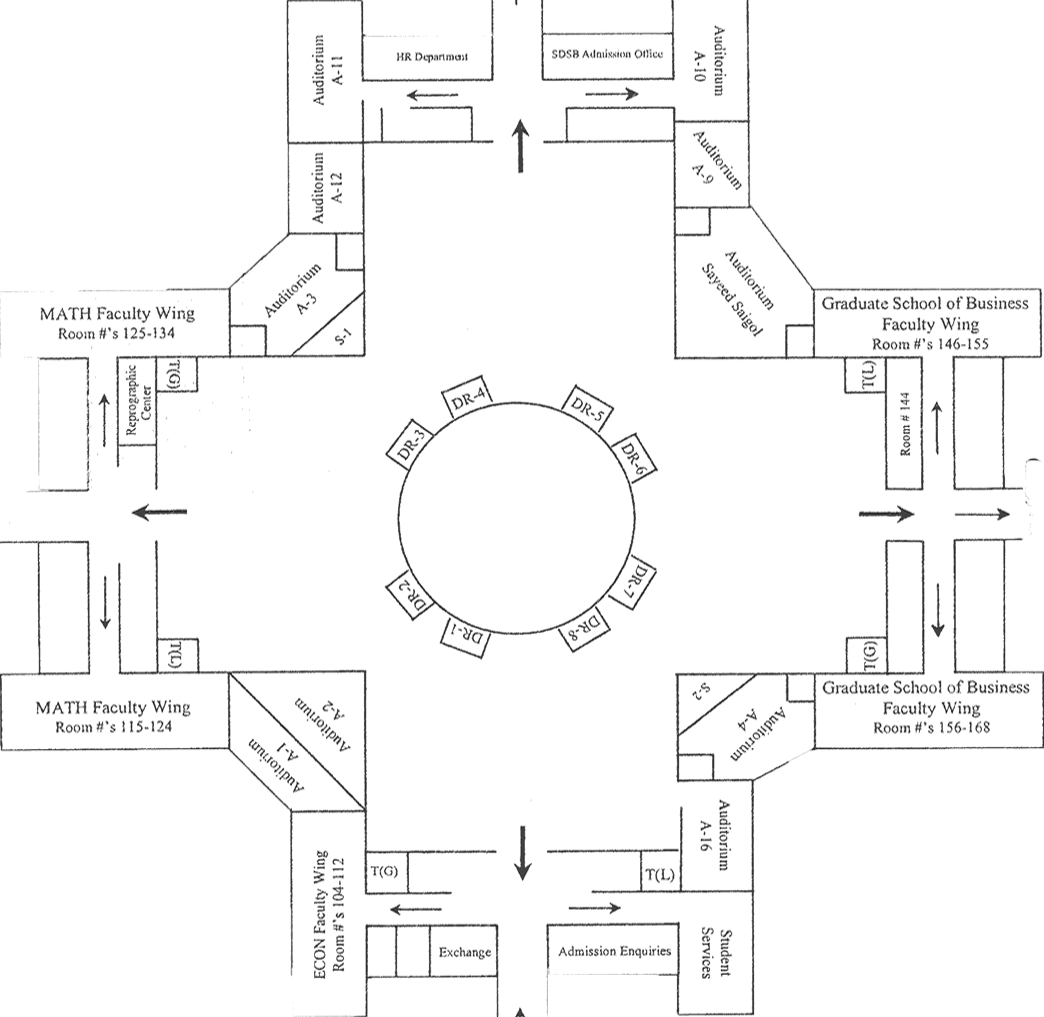 Auditorium
A-11
HR Department
SDSB Admission Office
Auditorium
A-10
Auditorium
A-12
Auditorium
A-9
Auditorium
A-3
S-1
Auditorium
Sayeed Saigol
MATH Faculty Wing
Room #'s 125-134
Graduate School of Business
Faculty Wing
Room #'s 146-155
Reprographic
Center
T(G)
T(L)
Room # 144
DR-4
DR-5
DR-3
DR-6
DR-2
DR-7
DR-1
DR-8
T(L)
T(G)
MATH Faculty Wing
Room #'s 115-124
Auditorium
A-2
Auditorium
A-1
S-2
Auditorium
A-4
Graduate School of Business
Faculty Wing
Room #'s 156-168
ECON Faculty Wing
Room #'s 104-112
T(G)
T(L)
Auditorium
A-16
Exchange
Admission Enquiries
Student
Services